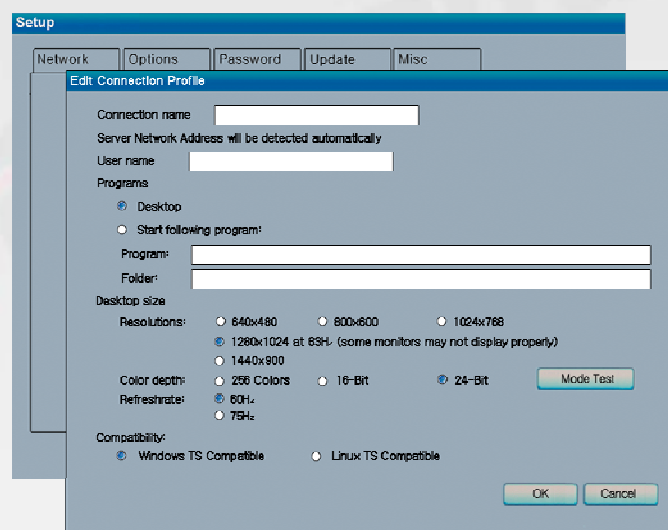 Setup
Network Options Password Update Misc
Edit Connection Profile
Connection name
Server Network Address will be detected automatically
User name
Programs
Desktop
Start following program:
Program:
Folder:
Desktop size
Resolutions: 640x480 800x600 1024x768
1280x1024 at 63Hz (some monitors may not display properly)
1440x900
Color depth: 256 Colors 16-Bit 24-Bit Mode Test
Refreshrate: 60Hz
75Hz
Compatibility:
Windows TS Compatible Linux TS Compatible
OK Cancel